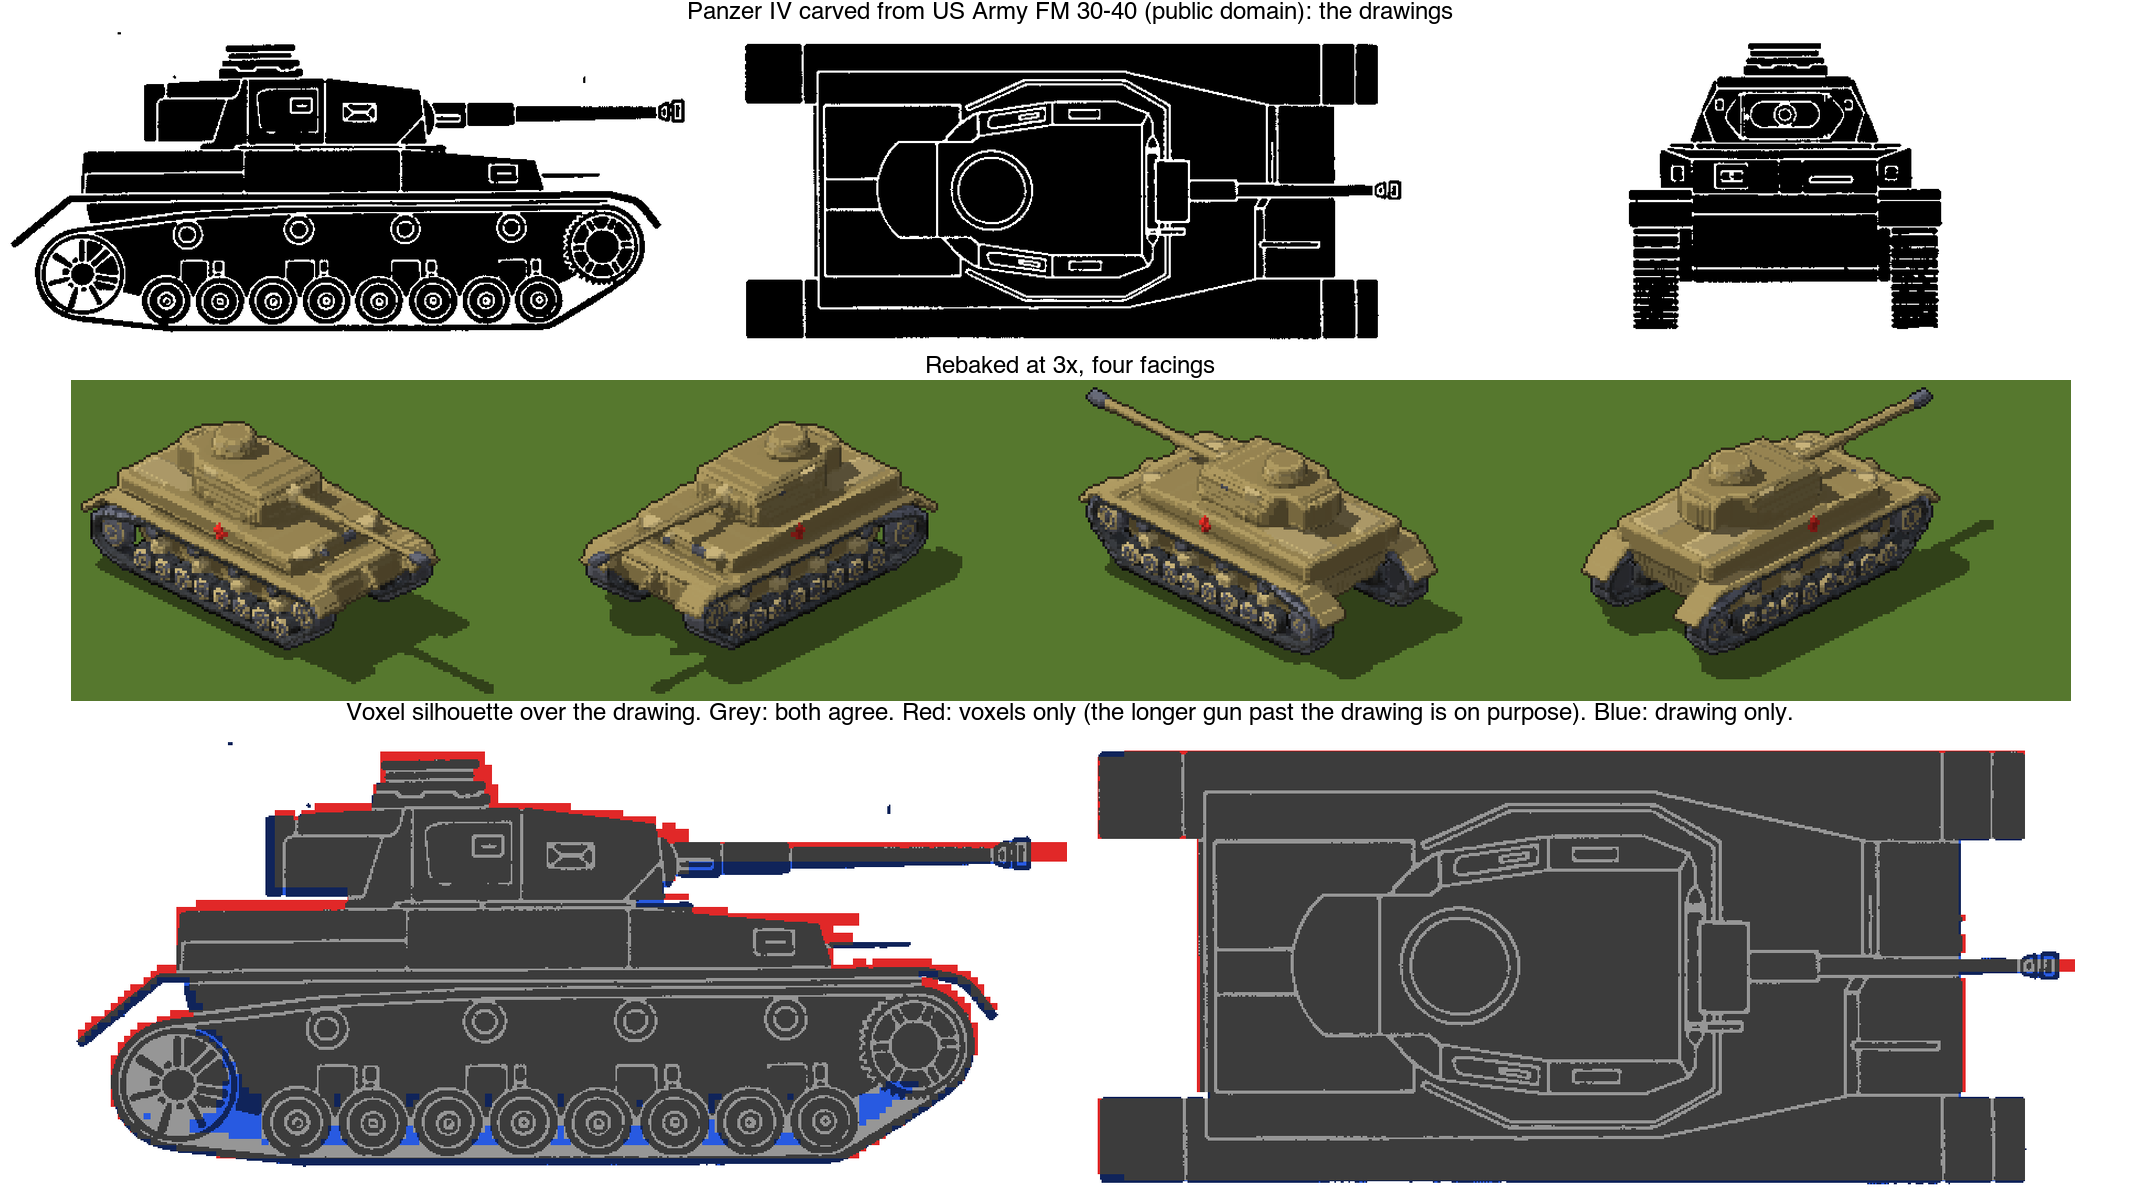 Panzer IV carved from US Army FM 30-40 (public domain): the drawings
Rebaked at 3x, four facings
Voxel silhouette over the drawing. Grey: both agree. Red: voxels only (the longer gun past the drawing is on purpose). Blue: drawing only.